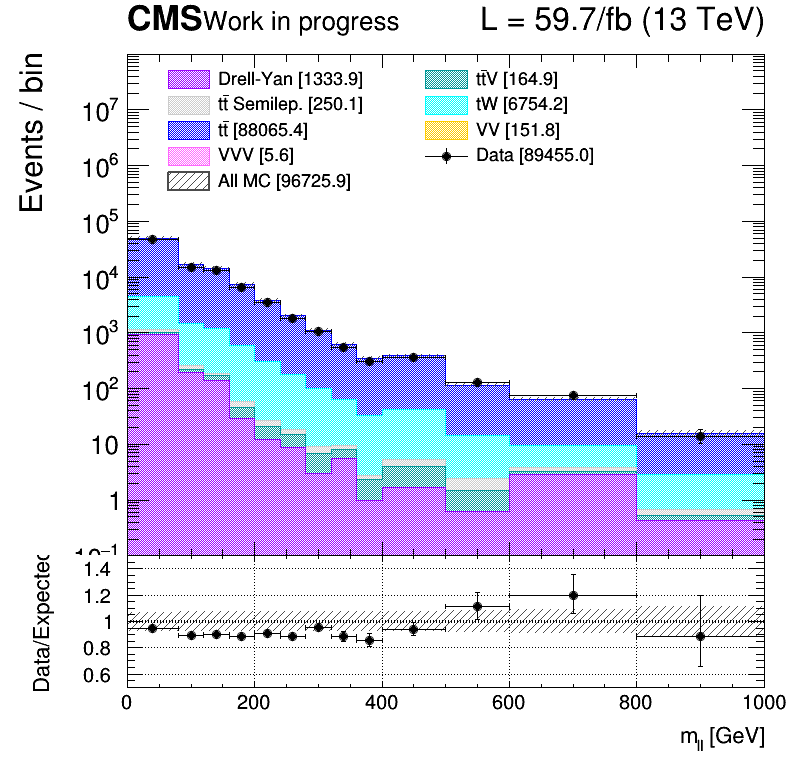 CMS Work in progress L = 59.7/fb (13 TeV)
Events / bin
Drell-Yan [1333.9] tt̄V [164.9]
tt̄ Semilep. [250.1] tW [6754.2]
tt̄ [88065.4] VV [151.8]
VVV [5.6] Data [89455.0]
All MC [96725.9]
10⁷
10⁶
10⁵
10⁴
10³
10²
10
1
10⁻¹
Data/Expected
1.4
1.2
1
0.8
0.6
0 200 400 600 800 1000
m_ll [GeV]